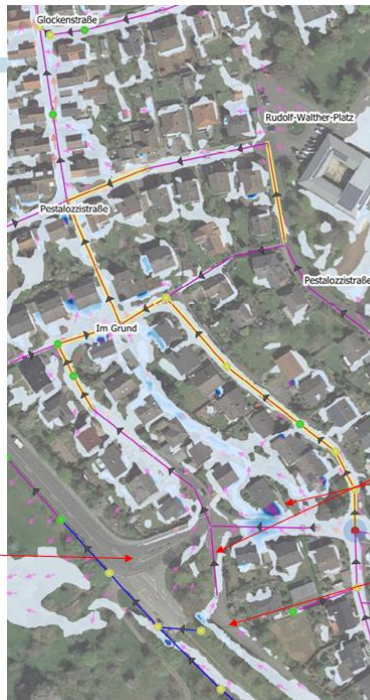 Glockenstraße
Rudolf-Walther-Platz
Pestalozzistraße
Pestalozzistraße
Im Grund